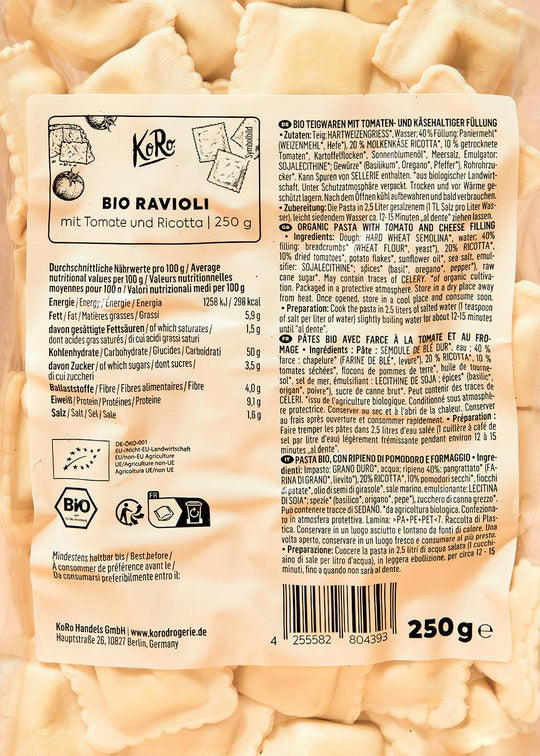 KoRo
Symbolbild
BIO RAVIOLI
mit Tomate und Ricotta | 250 g
Durchschnittliche Nährwerte pro 100 g / Average
nutritional values per 100 g / Valeurs nutritionnelles
moyennes pour 100 n / Valori nutrizionali medi per 100 g
Energie / Energy / Énergie / Energia 1258 kJ / 298 kcal
Fett / Fat / Matières grasses / Grassi 5,9 g
davon gesättigte Fettsäuren / of which saturates / 1,5 g
dont acides gras saturés / di cui acidi grassi saturi
Kohlenhydrate / Carbohydrate / Glucides / Carboidrati 50 g
davon Zucker / of which sugars / dont sucres / 3,5 g
di cui zuccheri
Ballaststoffe / Fibre / Fibres alimentaires / Fibre 4,0 g
Eiweiß / Protein / Protéines / Proteine 9,1 g
Salz / Salt / Sel / Sale 1,6 g
DE-ÖKO-001
EU-/Nicht-EU-Landwirtschaft
EU/non-EU Agriculture
UE/Agriculture non-UE
Agricoltura UE/non UE
Bio
FR
Mindestens haltbar bis / Best before /
À consommer de préférence avant le /
Da consumarsi preferibilmente entro il:
KoRo Handels GmbH | www.korodrogerie.de
Hauptstraße 26, 10827 Berlin, Germany
DE BIO TEIGWAREN MIT TOMATEN- UND KÄSEHALTIGER FÜLLUNG
• Zutaten: Teig: HARTWEIZENGRIESS*, Wasser; 40 % Füllung: Paniermehl*
(WEIZENMEHL*, Hefe*), 20 % MOLKENKÄSE RICOTTA*, 10 % getrocknete
Tomaten*, Kartoffelflocken*, Sonnenblumenöl*, Meersalz, Emulgator:
SOJALECITHINE*; Gewürze* (Basilikum*, Oregano*, Pfeffer*), Rohrohrzu-
cker*. Kann Spuren von SELLERIE enthalten. *aus biologischer Landwirt-
schaft. Unter Schutzatmosphäre verpackt. Trocken und vor Wärme ge-
schützt lagern. Nach dem Öffnen kühl aufbewahren und bald verbrauchen.
• Zubereitung: Die Pasta in 2,5 Liter gesalzenem (1 TL Salz pro Liter Was-
ser), leicht siedendem Wasser ca. 12-15 Minuten „al dente" ziehen lassen.
GB ORGANIC PASTA WITH TOMATO AND CHEESE FILLING
• Ingredients: Dough: HARD WHEAT SEMOLINA*, water; 40 %
filling: breadcrumbs* (WHEAT FLOUR*, yeast*), 20% RICOTTA*,
10% dried tomatoes*, potato flakes*, sunflower oil*, sea salt, emul-
sifier: SOJALECITHINE*; spices* (basil*, oregano*, pepper*), raw
cane sugar*. May contain traces of CELERY. *of organic cultiva-
tion. Packaged in a protective atmosphere. Store in a dry place away
from heat. Once opened, store in a cool place and consume soon.
• Preparation: Cook the pasta in 2.5 liters of salted water (1 teaspoon
of salt per liter of water) slightly boiling water for about 12-15 minutes
until "al dente".
FR PÂTES BIO AVEC FARCE À LA TOMATE ET AU FRO-
MAGE • Ingrédients : Pâte : SEMOULE DE BLÉ DUR*, eau ; 40 %
farce : chapelure* (FARINE DE BLÉ*, levure*), 20 % RICOTTA*, 10 %
tomates séchées*, flocons de pommes de terre*, huile de tourne-
sol*, sel de mer, émulsifiant : LÉCITHINE DE SOJA ; épices* (basilic*,
origan*, poivre*), sucre de canne brut*. Peut contenir des traces de
CÉLERI. *issu de l'agriculture biologique. Conditionné sous atmosphè-
re protectrice. Conserver au sec et à l'abri de la chaleur. Conserver
au frais après ouverture et consommer rapidement. • Préparation :
Faire tremper les pâtes dans 2,5 litres d'eau salée (1 cuillère à café de
sel par litre d'eau) légèrement frémissante pendant environ 12 à 15
minutes „al dente".
IT PASTA BIO, CON RIPIENO DI POMODORO E FORMAGGIO • Ingre-
dienti: Impasto: GRANO DURO*, acqua; ripieno 40%: pangrattato* (FA-
RINA DI GRANO*, lievito*), 20% RICOTTA*, 10% pomodori secchi*, fiocchi
di patate*, olio di semi di girasole*, sale marino, emulsionante: LECITINA
DI SOIA*; spezie* (basilico*, origano*, pepe*), zucchero di canna grezzo*.
Può contenere tracce di SEDANO. *da agricoltura biologica. Confeziona-
to in atmosfera protettiva. Lamina: >PA+PE+PET<7. Raccolta di Plas-
tica. Conservare in un luogo asciutto e lontano da fonti di calore. Una
volta aperto, conservare in un luogo fresco e consumare al più presto.
• Preparazione: Cuocere la pasta in 2,5 litri di acqua salata (1 cucchi-
aino di sale per litro d'acqua), in leggera ebollizione, per circa 12 - 15
minuti, fino a quando non sarà al dente.
4 255582 804393
250 g e